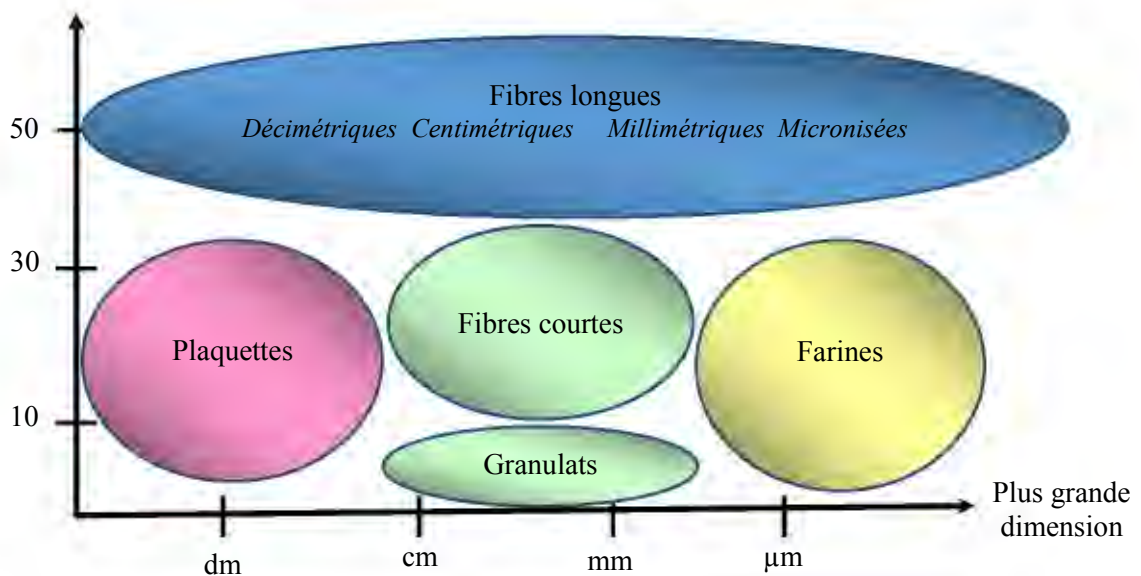 Fibres longues
50
Décimétriques Centimétriques Millimétriques Micronisées
30
Plaquettes
Fibres courtes
Farines
10
Granulats
Plus grande
dimension
dm
cm
mm
µm